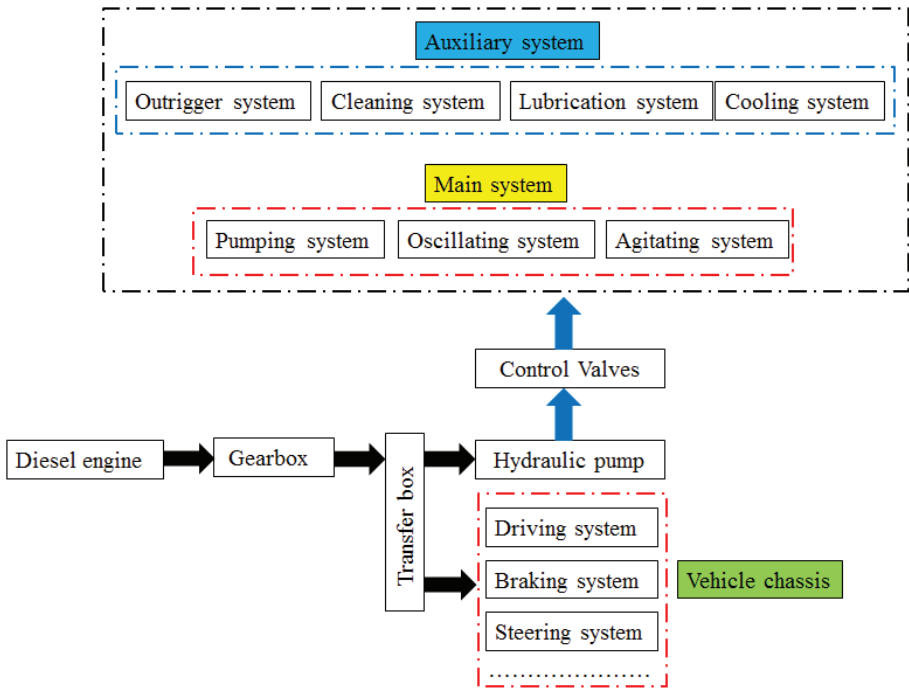 Auxiliary system
Outrigger system
Cleaning system
Lubrication system
Cooling system
Main system
Pumping system
Oscillating system
Agitating system
Control Valves
Diesel engine
Gearbox
Transfer box
Hydraulic pump
Driving system
Braking system
Vehicle chassis
Steering system
.....................